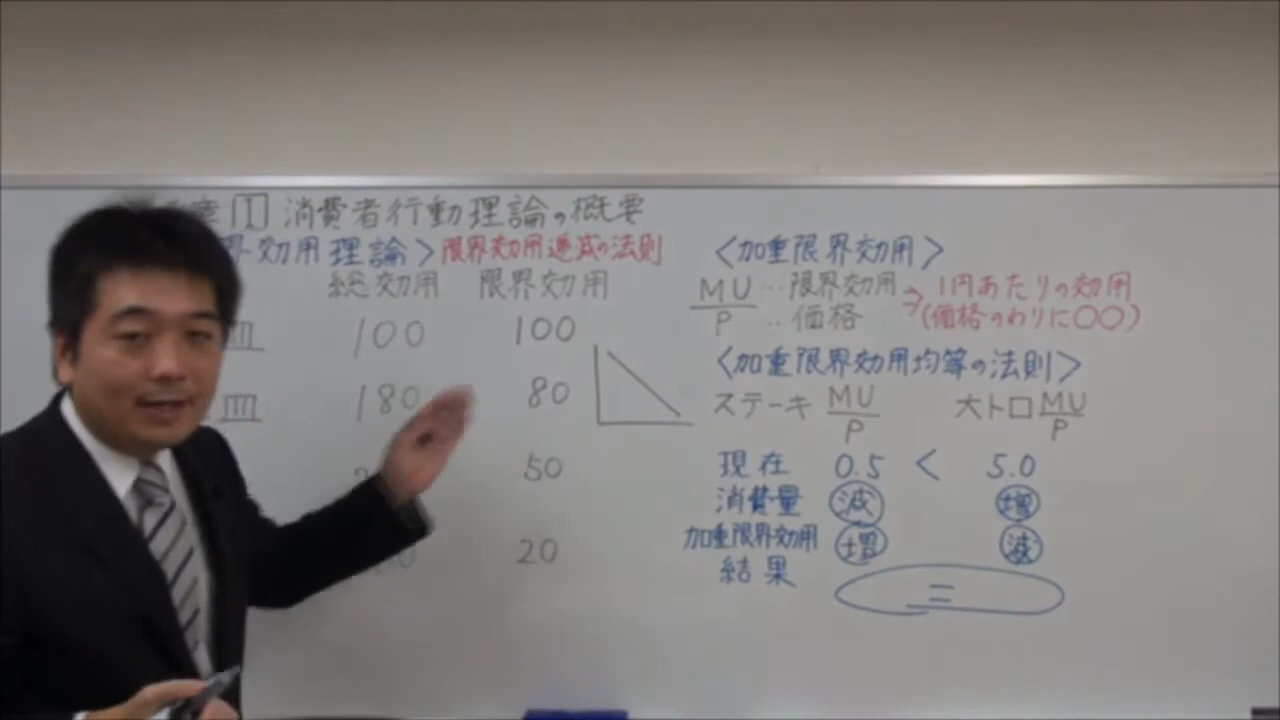 章 Ⅰ 消費者行動理論の概要
界効用理論〉限界効用逓減の法則
総効用 限界効用
皿 100 100
皿 180 80
50
20
〈加重限界効用〉
MU ‥限界効用 → 1円あたりの効用
P ‥価格 (価格のわりに〇〇)
〈加重限界効用均等の法則〉
ステーキ MU/P 大トロ MU/P
現在 0.5 < 5.0
消費量 減 増
加重限界効用 増 減
結果 =